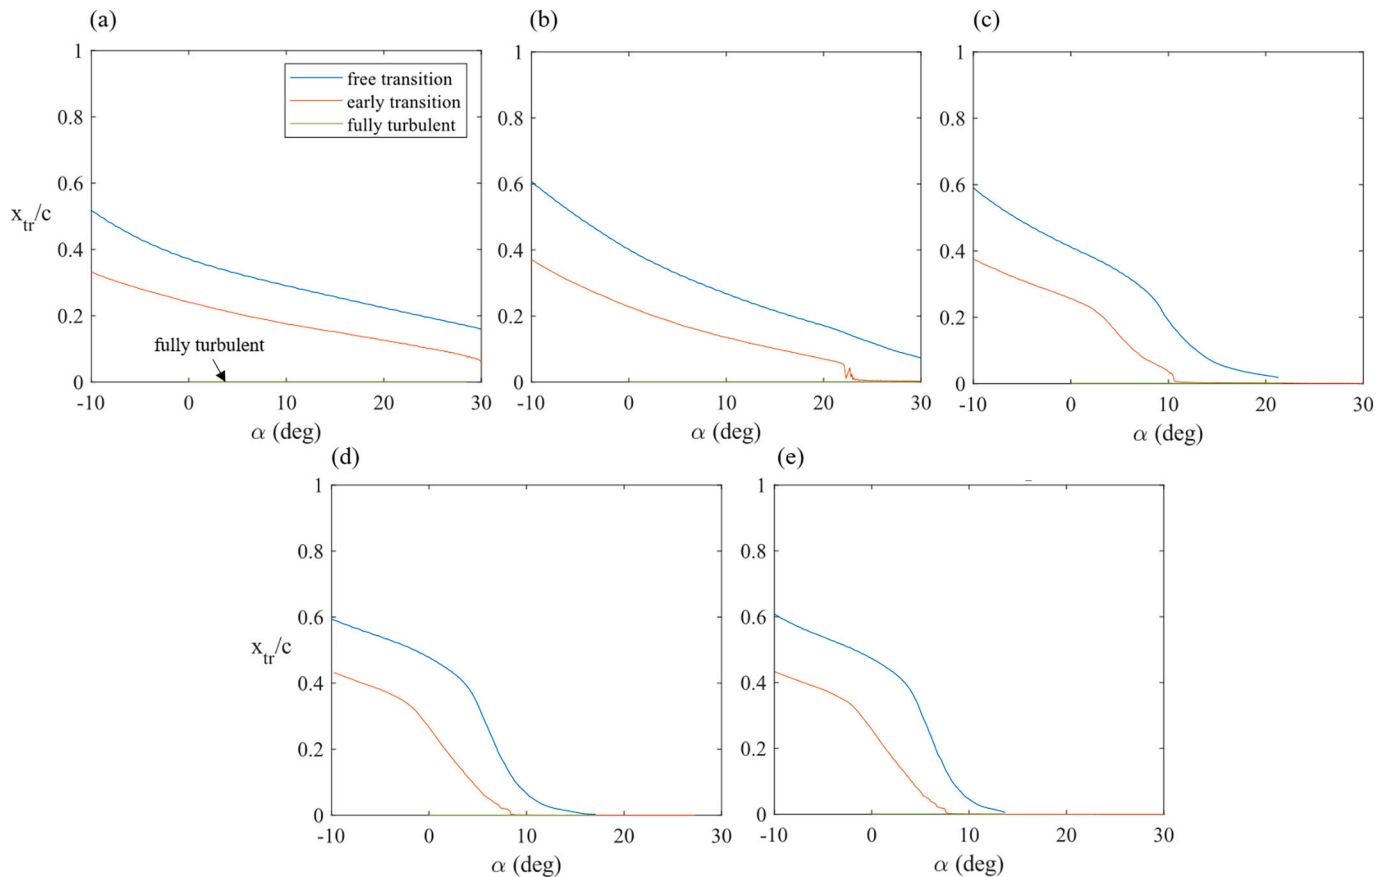 (a)
1
0.8
0.6
0.4
0.2
0
x_tr/c
free transition
early transition
fully turbulent
fully turbulent
-10 0 10 20 30
α (deg)
(b)
1
0.8
0.6
0.4
0.2
0
-10 0 10 20 30
α (deg)
(c)
1
0.8
0.6
0.4
0.2
0
-10 0 10 20 30
α (deg)
(d)
1
0.8
0.6
0.4
0.2
0
x_tr/c
-10 0 10 20 30
α (deg)
(e)
1
0.8
0.6
0.4
0.2
0
-10 0 10 20 30
α (deg)